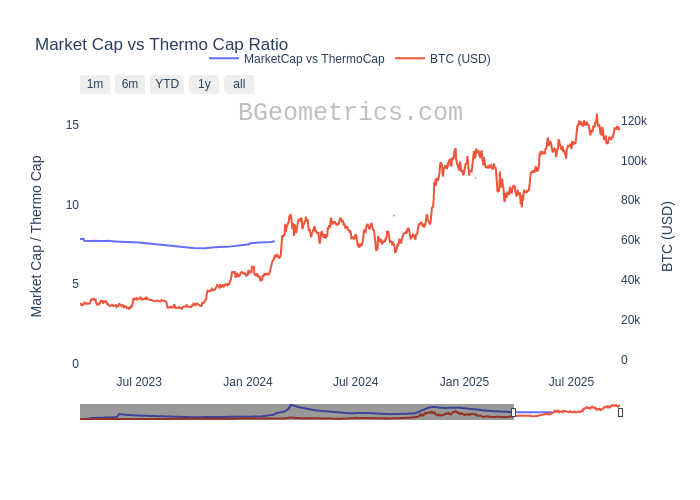 Market Cap vs Thermo Cap Ratio
MarketCap vs ThermoCap
BTC (USD)
1m
6m
YTD
1y
all
BGeometrics.com
15
10
5
0
Market Cap / Thermo Cap
120k
100k
80k
60k
40k
20k
0
BTC (USD)
Jul 2023
Jan 2024
Jul 2024
Jan 2025
Jul 2025